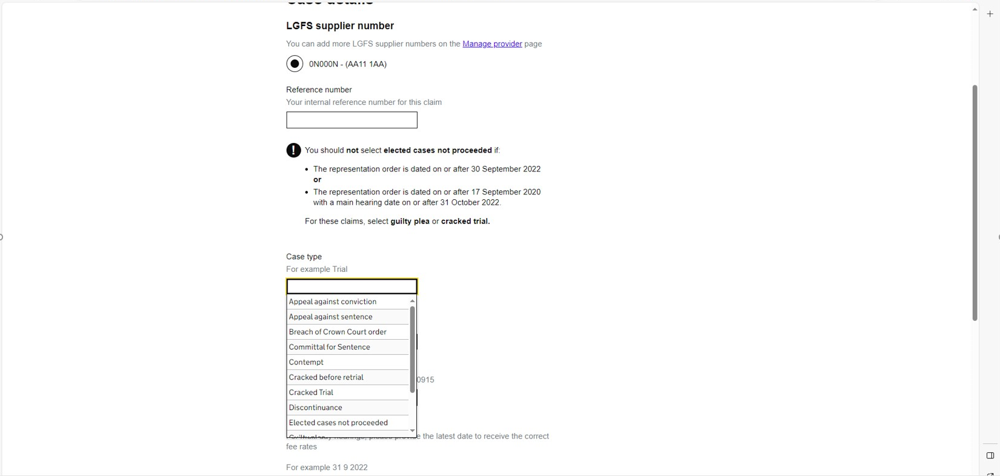 Case details
LGFS supplier number
You can add more LGFS supplier numbers on the Manage provider page
0N000N - (AA11 1AA)
Reference number
Your internal reference number for this claim
You should not select elected cases not proceeded if:
• The representation order is dated on or after 30 September 2022
or
• The representation order is dated on or after 17 September 2020
with a main hearing date on or after 31 October 2022.
For these claims, select guilty plea or cracked trial.
Case type
For example Trial
Appeal against conviction
Appeal against sentence
Breach of Crown Court order
Committal for Sentence
Contempt
Cracked before retrial
0915
Cracked Trial
Discontinuance
Elected cases not proceeded
Guilty plea
the latest date to receive the correct
fee rates
For example 31 9 2022